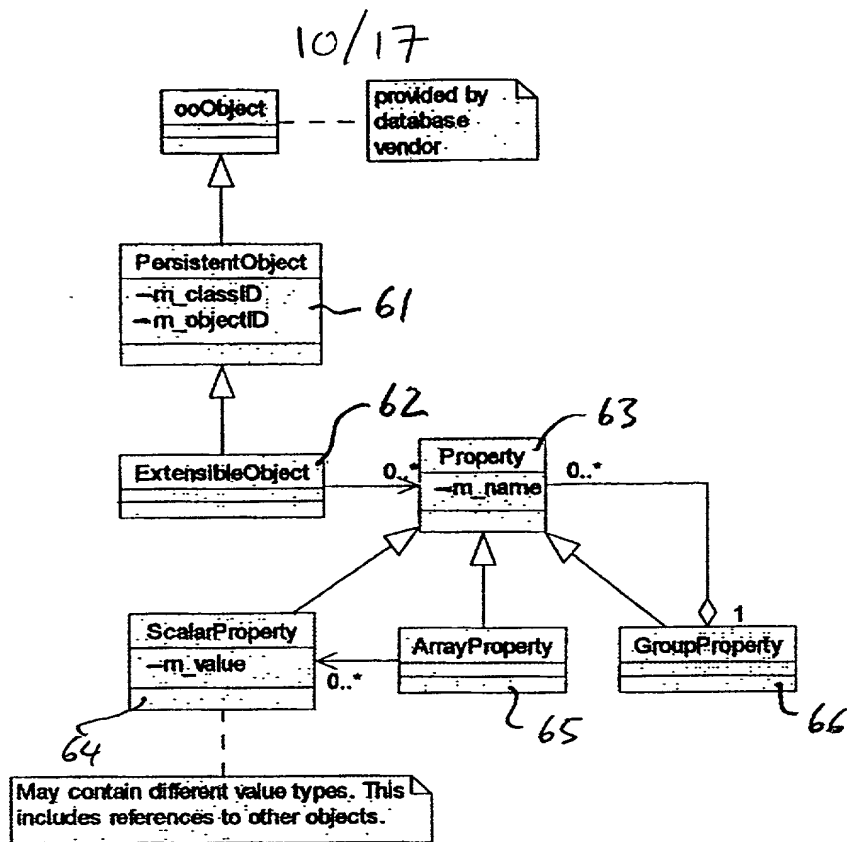 10/17
ooObject
provided by
database
vendor
PersistentObject
-m_classID
-m_objectID
61
62
63
ExtensibleObject
0..*
Property
-m_name
0..*
ScalarProperty
-m_value
0..*
ArrayProperty
1
GroupProperty
64
65
66
May contain different value types. This
includes references to other objects.